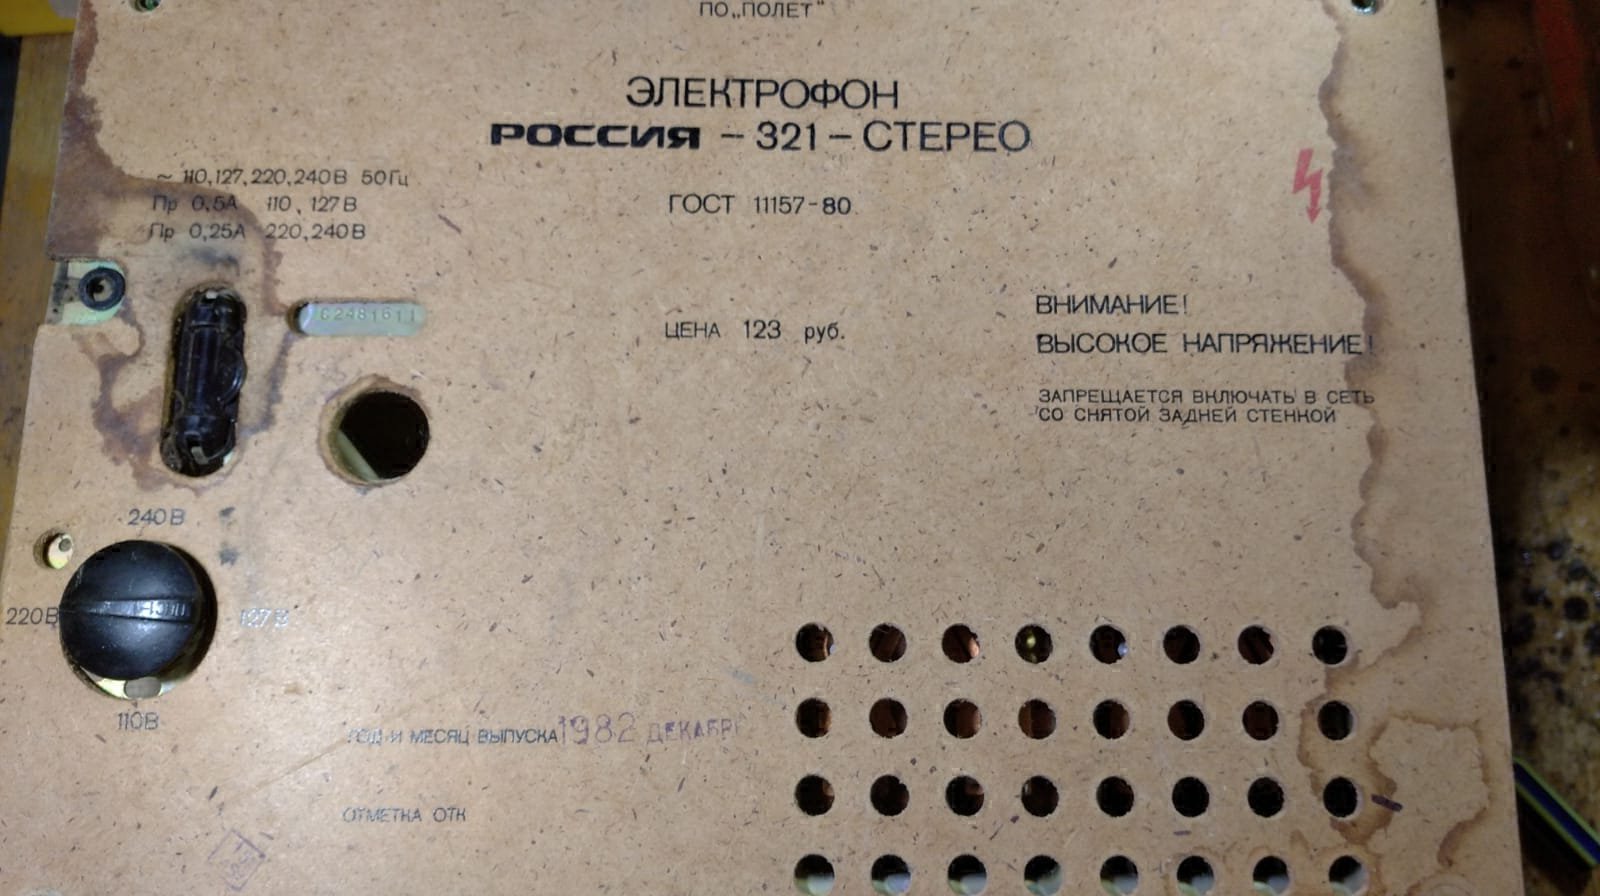 ПО „ПОЛЕТ"
ЭЛЕКТРОФОН
РОССИЯ – 321 – СТЕРЕО
~ 110,127,220,240В 50Гц
Пр 0,5А 110, 127В
Пр 0,25А 220,240В
ГОСТ 11157-80
ВНИМАНИЕ!
ВЫСОКОЕ НАПРЯЖЕНИЕ!
ЗАПРЕЩАЕТСЯ ВКЛЮЧАТЬ В СЕТЬ
СО СНЯТОЙ ЗАДНЕЙ СТЕНКОЙ
ЦЕНА 123 руб.
240В
220В
127В
110В
ГОД И МЕСЯЦ ВЫПУСКА 1982 ДЕКАБР
ОТМЕТКА ОТК